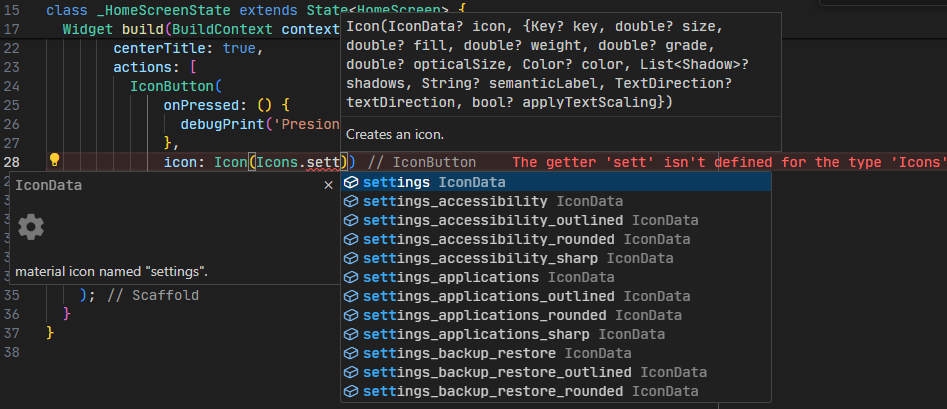 15 class _HomeScreenState extends State<HomeScreen> {
17 Widget build(BuildContext context
22 centerTitle: true,
23 actions: [
24 IconButton(
25 onPressed: () {
26 debugPrint('Presion
27 },
28 icon: Icon(Icons.sett)) // IconButton The getter 'sett' isn't defined for the type 'Icons'
Icon(IconData? icon, {Key? key, double? size,
double? fill, double? weight, double? grade,
double? opticalSize, Color? color, List<Shadow>?
shadows, String? semanticLabel, TextDirection?
textDirection, bool? applyTextScaling})
Creates an icon.
IconData ×
material icon named "settings".
settings IconData
settings_accessibility IconData
settings_accessibility_outlined IconData
settings_accessibility_rounded IconData
settings_accessibility_sharp IconData
settings_applications IconData
settings_applications_outlined IconData
settings_applications_rounded IconData
settings_applications_sharp IconData
settings_backup_restore IconData
settings_backup_restore_outlined IconData
settings_backup_restore_rounded IconData
35 ); // Scaffold
36 }
37 }
38